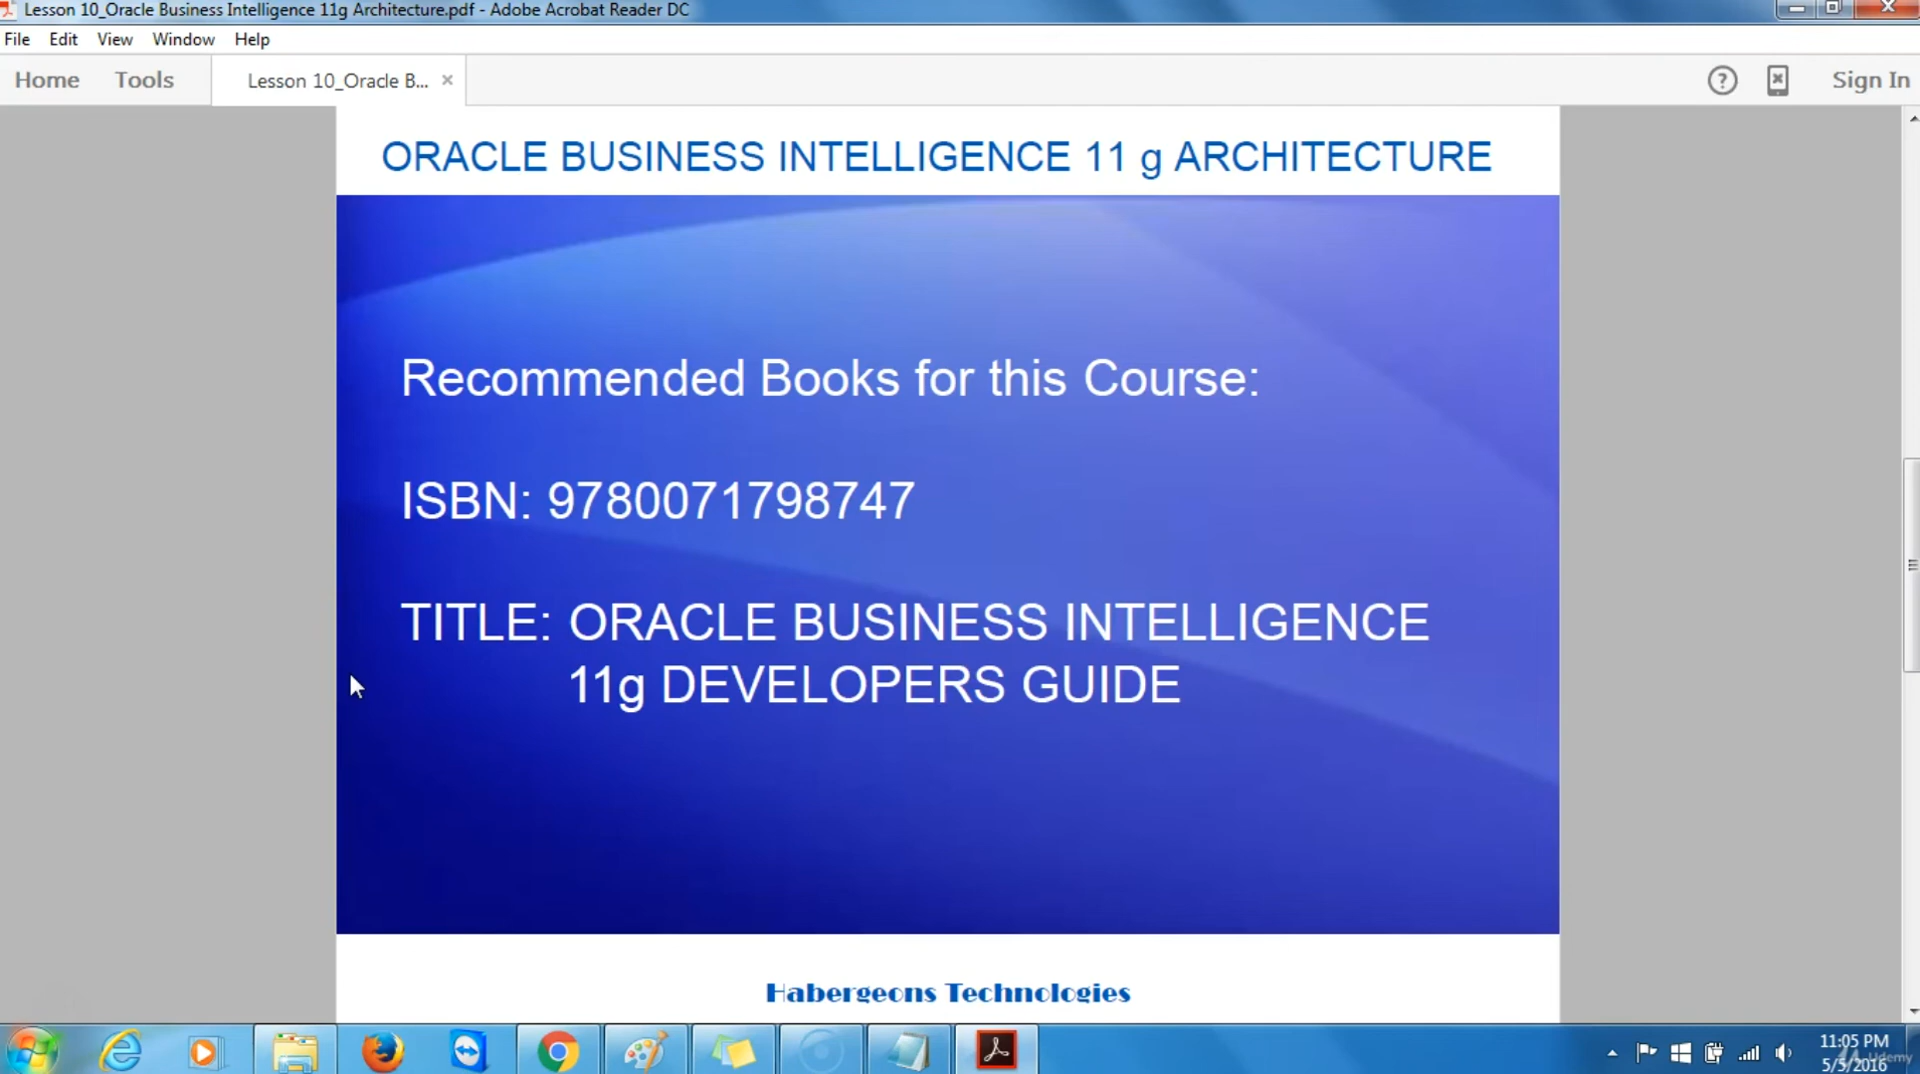 Lesson 10_Oracle Business Intelligence 11g Architecture.pdf - Adobe Acrobat Reader DC
File Edit View Window Help
Home Tools Lesson 10_Oracle B... × Sign In
ORACLE BUSINESS INTELLIGENCE 11 g ARCHITECTURE
Recommended Books for this Course:
ISBN: 9780071798747
TITLE: ORACLE BUSINESS INTELLIGENCE
11g DEVELOPERS GUIDE
Habergeons Technologies
11:05 PM
5/5/2016
Udemy